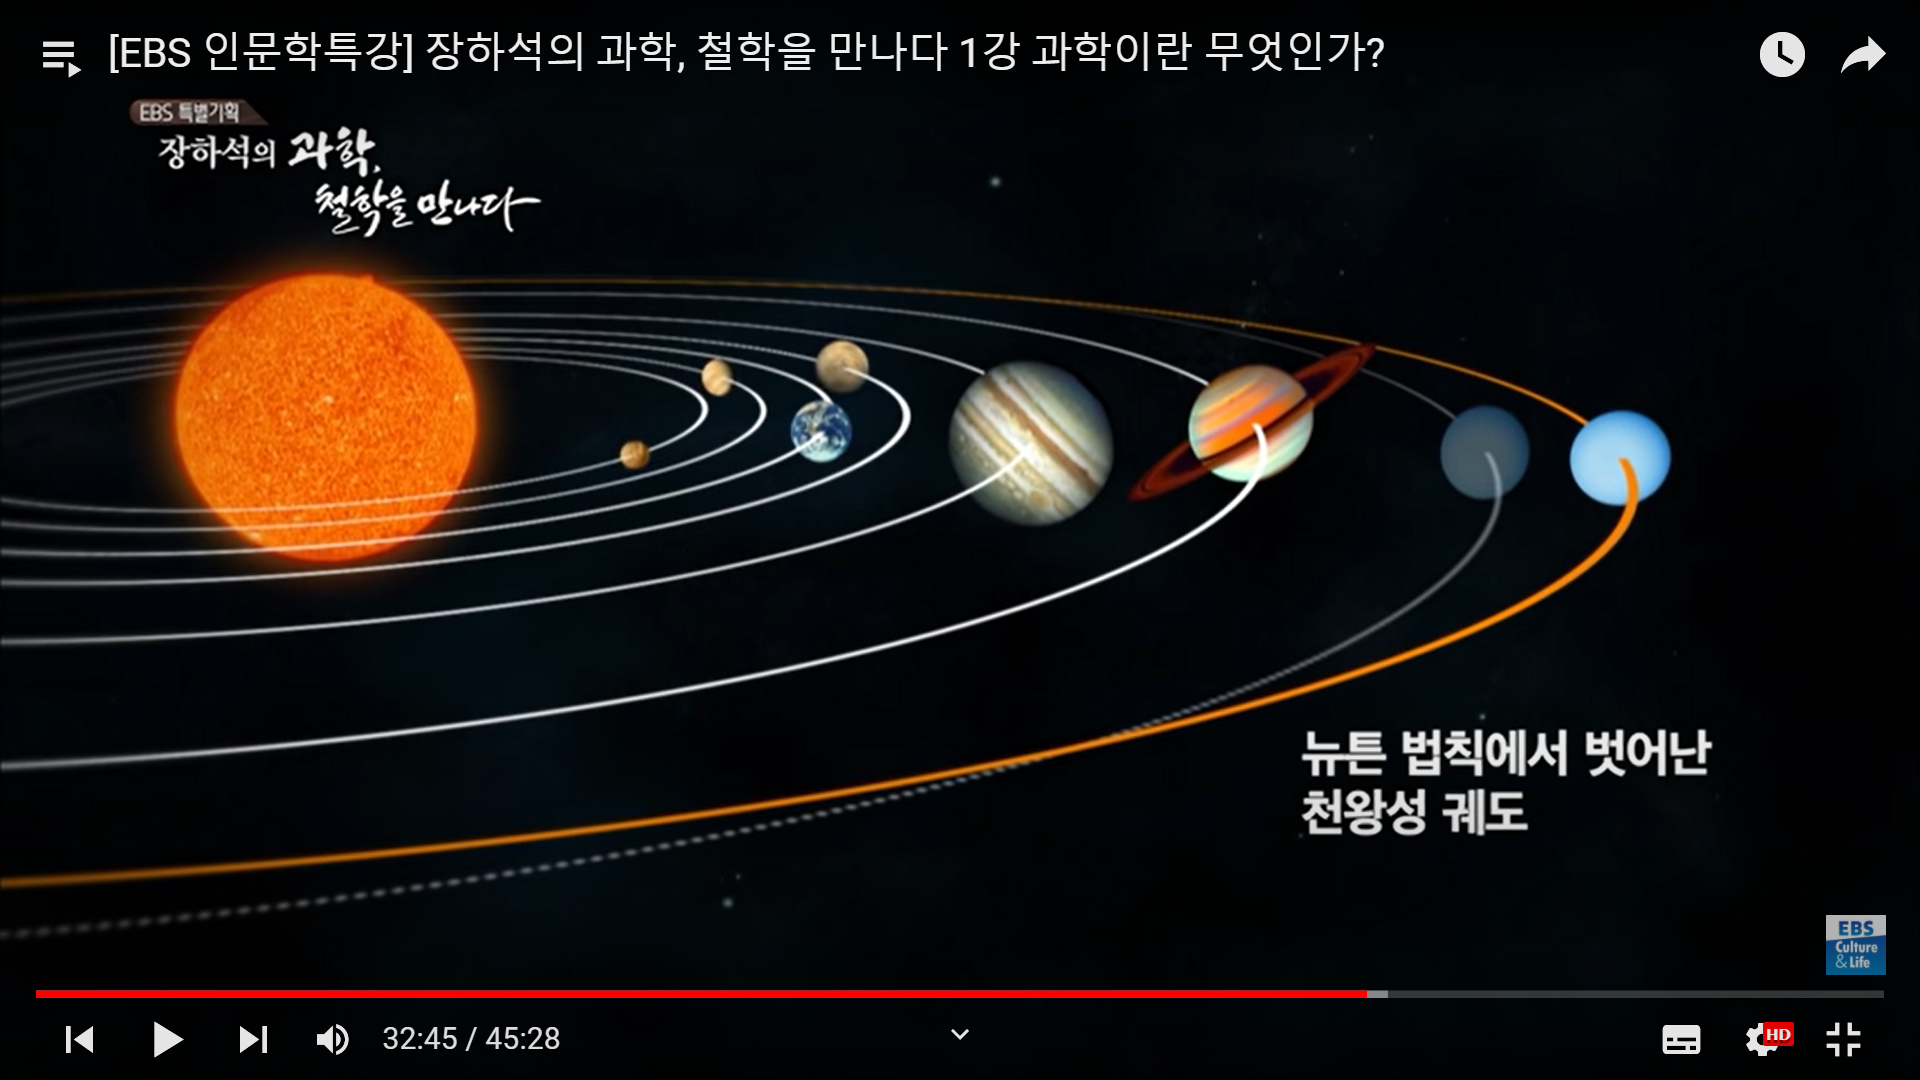 [EBS 인문학특강] 장하석의 과학, 철학을 만나다 1강 과학이란 무엇인가?
EBS 특별기획
장하석의 과학,
철학을 만나다
뉴튼 법칙에서 벗어난
천왕성 궤도
EBS
Culture
& Life
32:45 / 45:28
HD